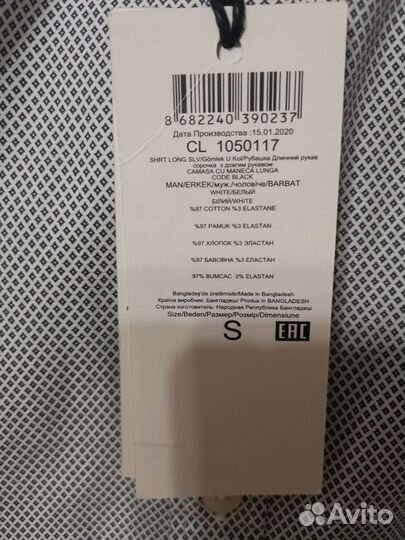 8 682240 390237
Дата Производства :15.01.2020
CL 1050117
SHRT LONG SLV/Gömlek U.Kol/Рубашка Длинний рукав
сорочка з довгим рукавом
CAMASA CU MANECA LUNGA
CODE BLACK
MAN/ERKEK/муж./чоловіче/BARBAT
WHITE/БЕЛЫЙ
БІЛИЙ/WHITE
%97 COTTON %3 ELASTANE
%97 PAMUK %3 ELASTAN
%97 ХЛОПОК %3 ЭЛАСТАН
%97 БАВОВНА %3 ЕЛАСТАН
97% BUMCAC 3% ELASTAN
Bangladeş'de üretilmistir/Made in Bangladesh
Країна виробник: Бангладеш/ Produs in BANGLADESH
Страна изготовитель: Народная Республика Бангладеш
Size/Beden/Размер/Розмір/Dimensiune
S
EAC
Avito